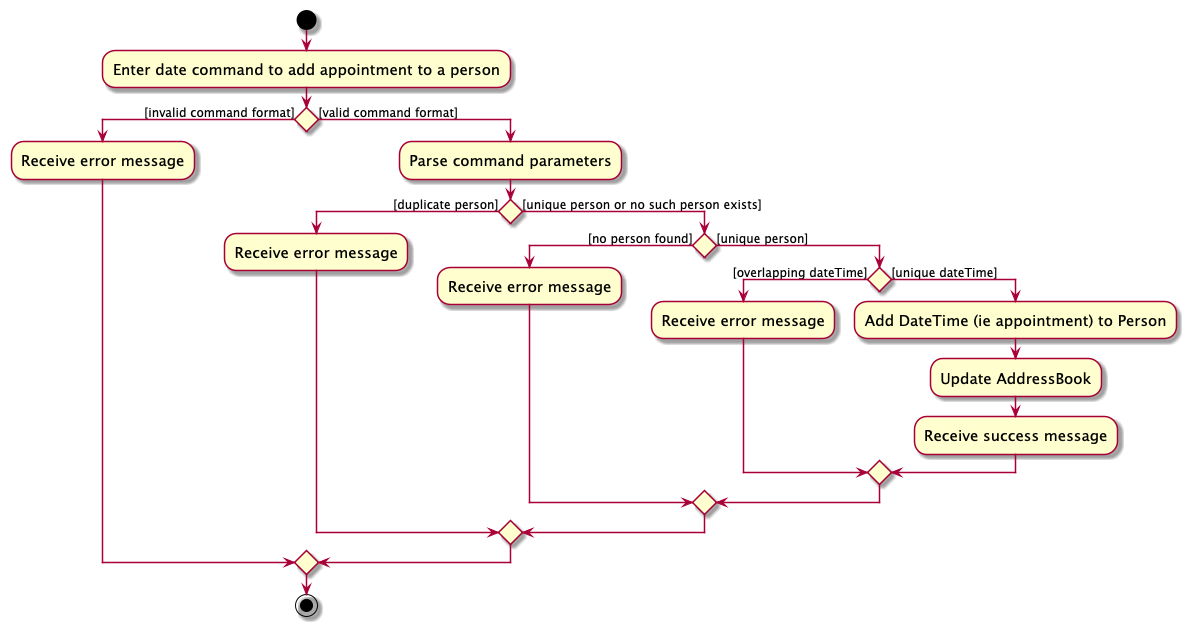 Enter date command to add appointment to a person
[invalid command format]
[valid command format]
Receive error message
Parse command parameters
[duplicate person]
[unique person or no such person exists]
Receive error message
[no person found]
[unique person]
Receive error message
[overlapping dateTime]
[unique dateTime]
Receive error message
Add DateTime (ie appointment) to Person
Update AddressBook
Receive success message